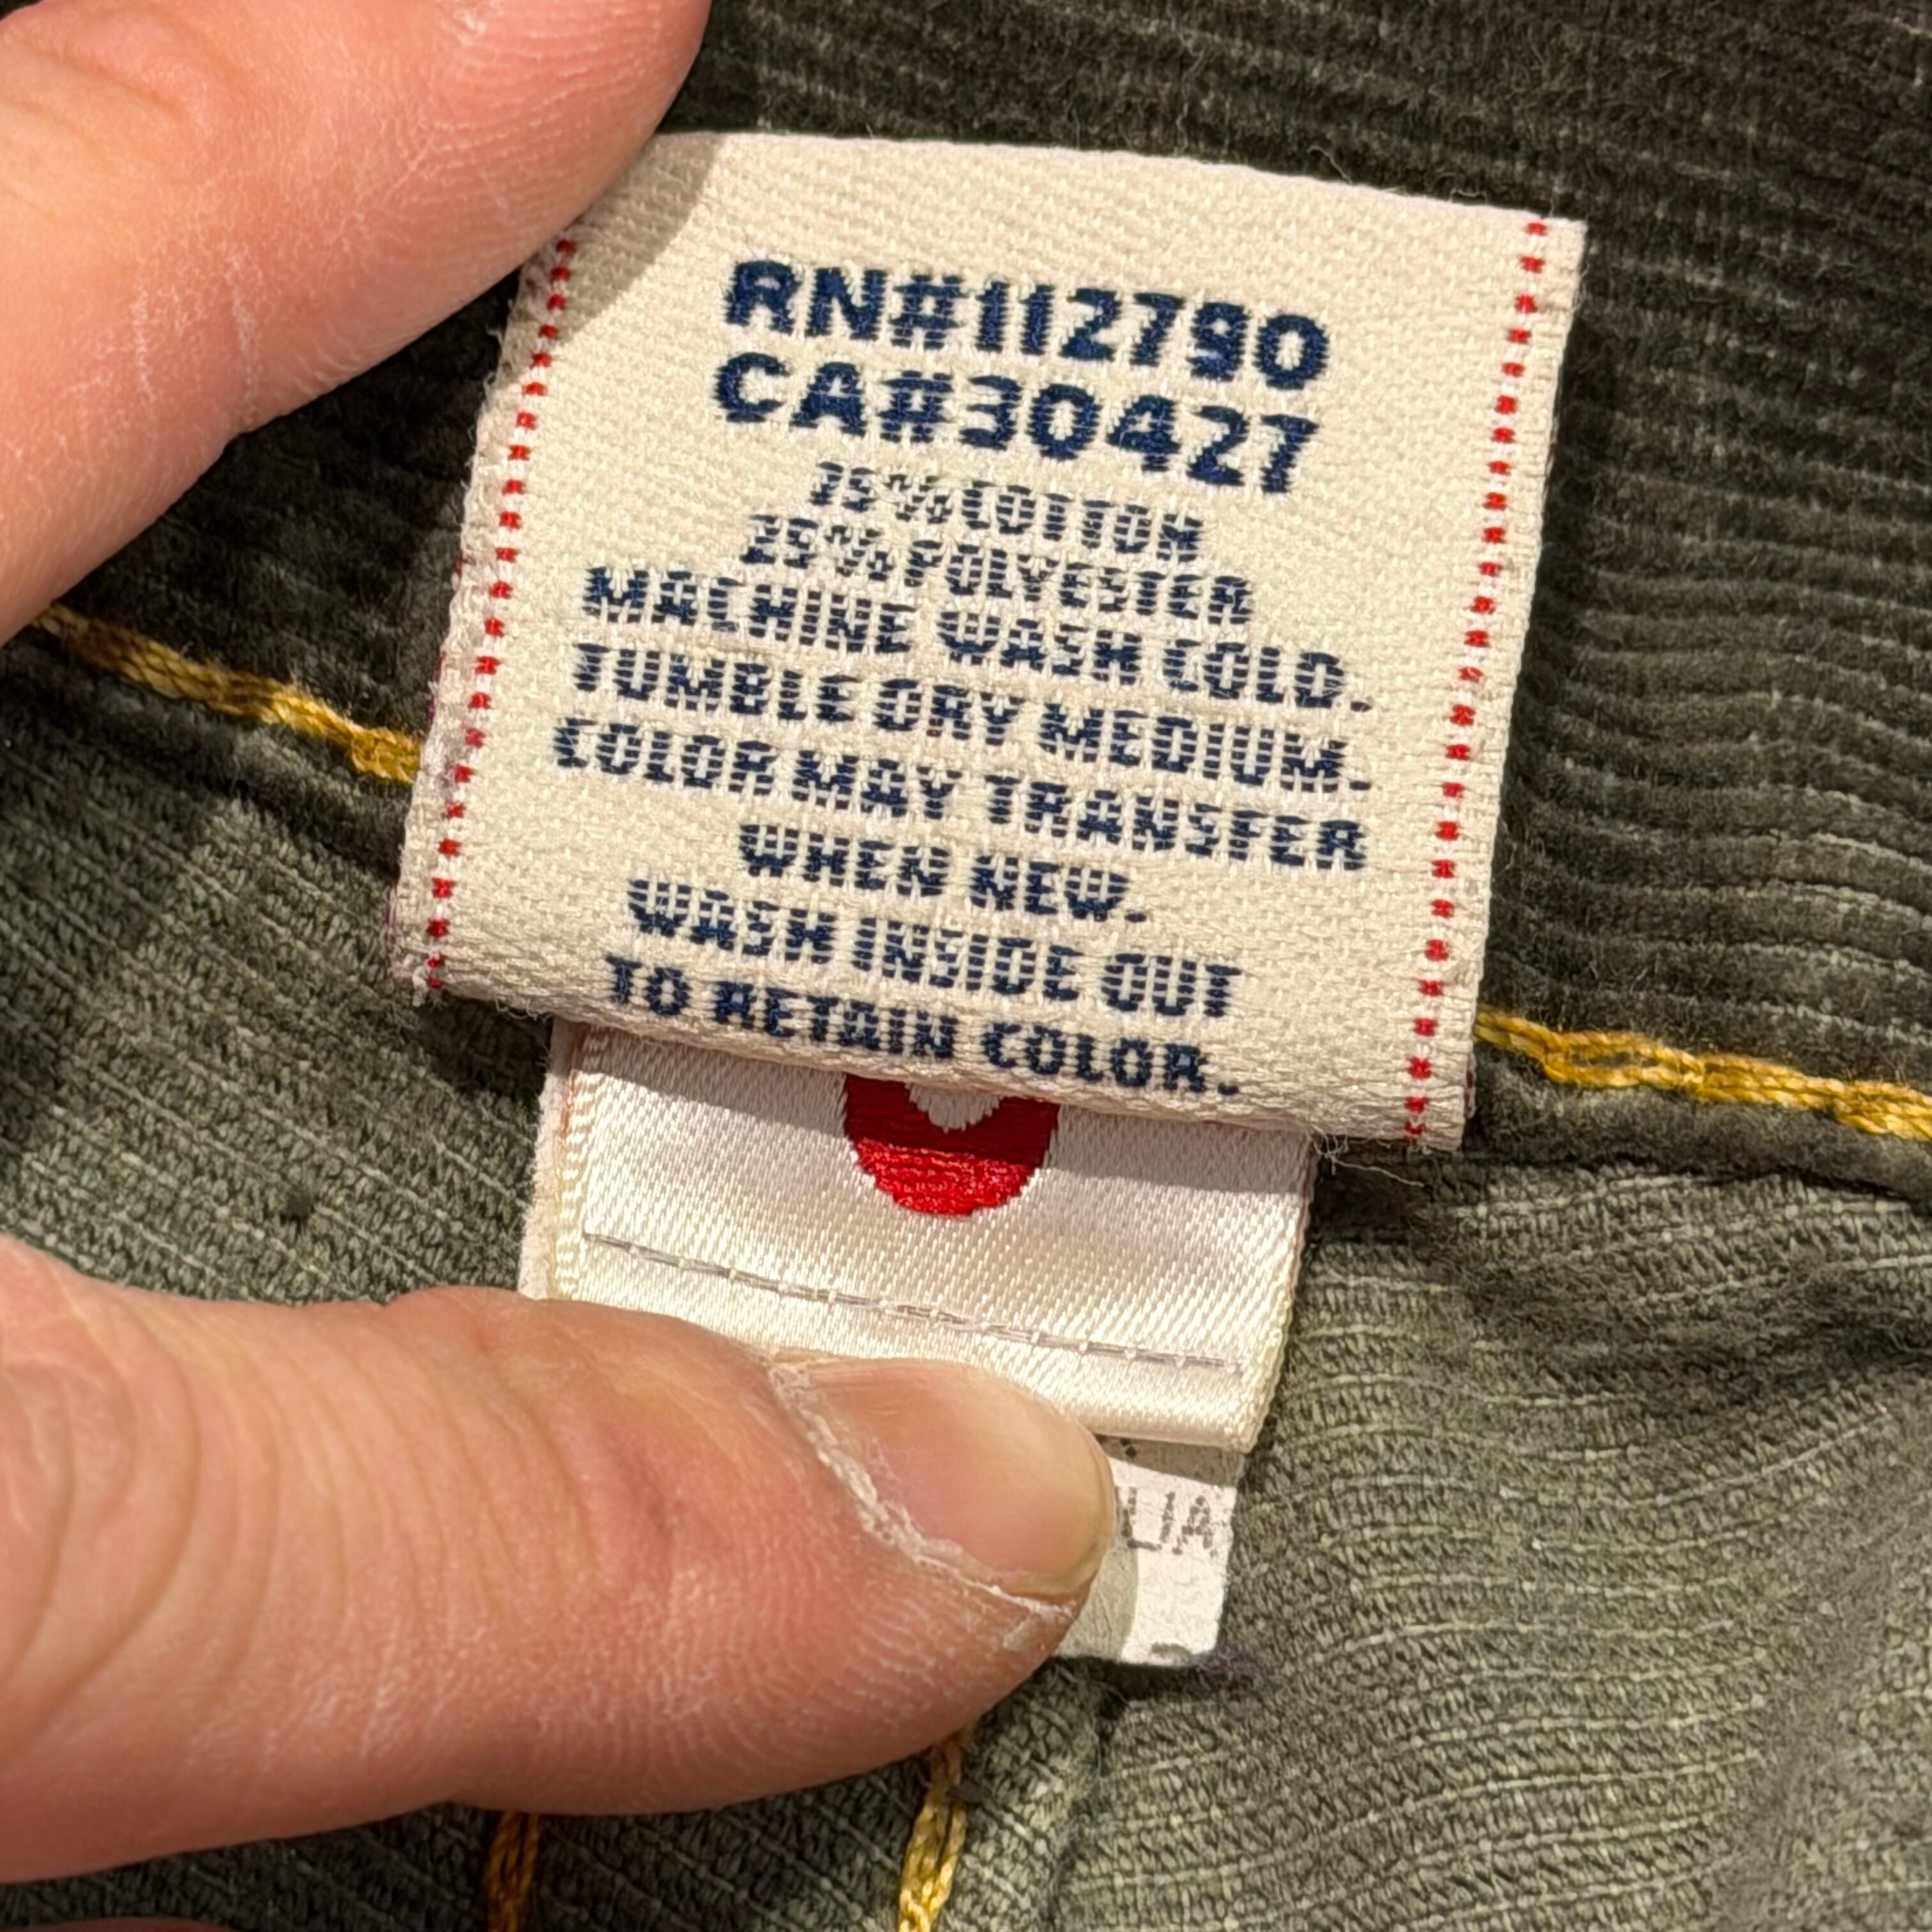 RN#112790
CA#30427
75% COTTON
25% POLYESTER
MACHINE WASH COLD.
TUMBLE DRY MEDIUM.
COLOR MAY TRANSFER
WHEN NEW.
WASH INSIDE OUT
TO RETAIN COLOR.